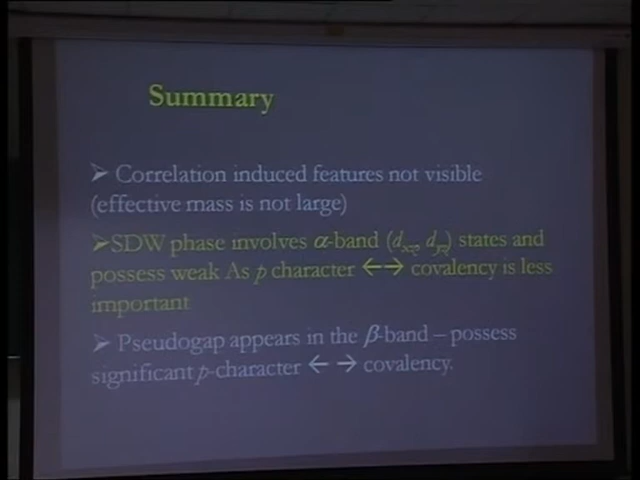 Summary
➢ Correlation induced features not visible
(effective mass is not large)
➢SDW phase involves α-band (dxz, dyz) states and
possess weak As p character ←→ covalency is less
important
➢ Pseudogap appears in the β-band – possess
significant p-character ← → covalency.